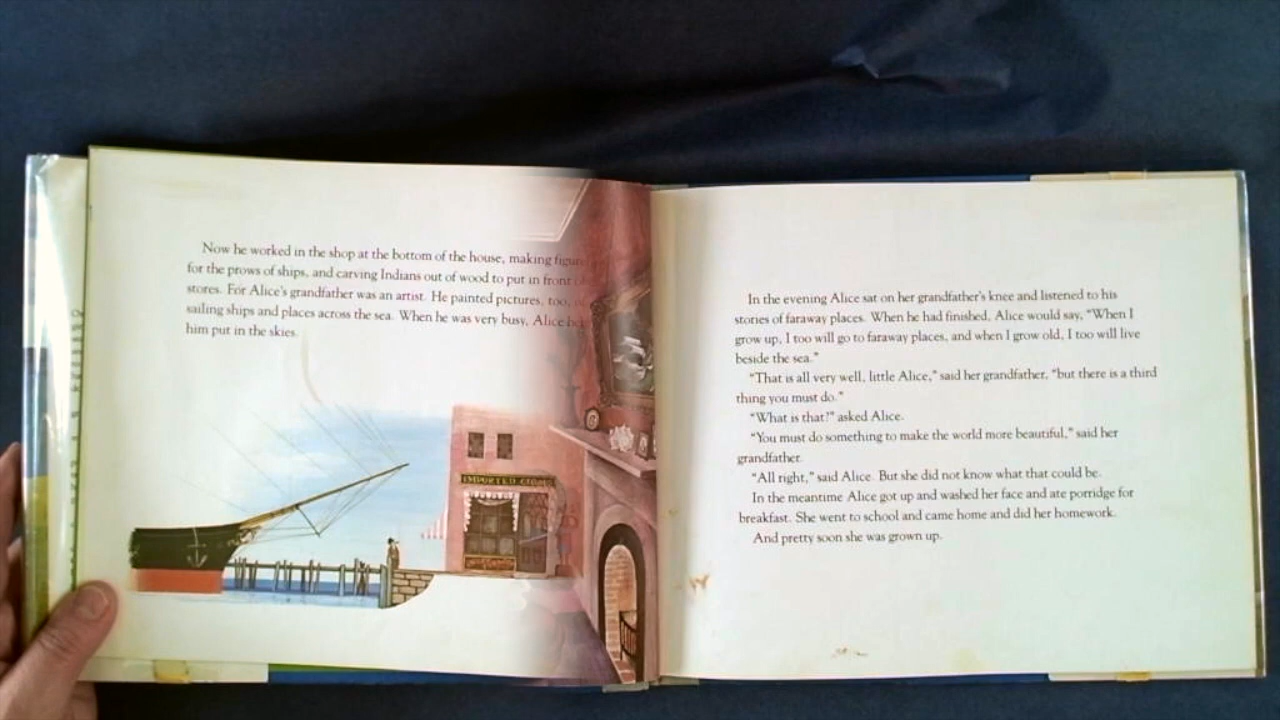 Now he worked in the shop at the bottom of the house, making figure
for the prows of ships, and carving Indians out of wood to put in front
stores. For Alice's grandfather was an artist. He painted pictures, too,
sailing ships and places across the sea. When he was very busy, Alice
him put in the skies.
IMPORTED
In the evening Alice sat on her grandfather's knee and listened to his
stories of faraway places. When he had finished, Alice would say, "When I
grow up, I too will go to faraway places, and when I grow old, I too will live
beside the sea."
"That is all very well, little Alice," said her grandfather, "but there is a third
thing you must do."
"What is that?" asked Alice.
"You must do something to make the world more beautiful," said her
grandfather.
"All right," said Alice. But she did not know what that could be.
In the meantime Alice got up and washed her face and ate porridge for
breakfast. She went to school and came home and did her homework.
And pretty soon she was grown up.